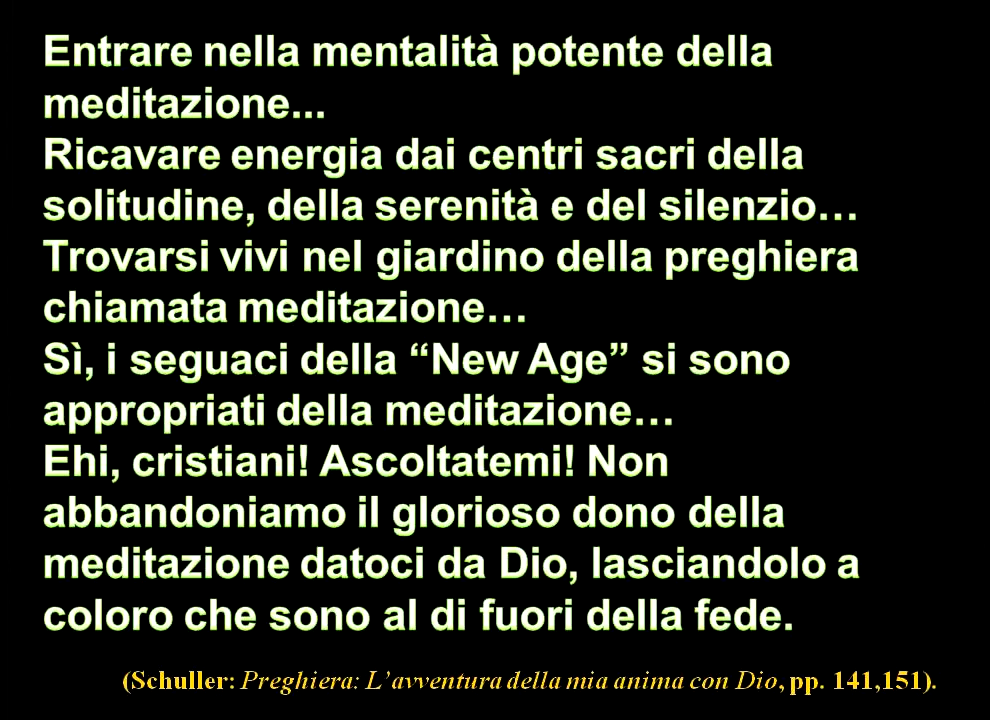 Entrare nella mentalità potente della
meditazione...
Ricavare energia dai centri sacri della
solitudine, della serenità e del silenzio…
Trovarsi vivi nel giardino della preghiera
chiamata meditazione…
Sì, i seguaci della “New Age” si sono
appropriati della meditazione…
Ehi, cristiani! Ascoltatemi! Non
abbandoniamo il glorioso dono della
meditazione datoci da Dio, lasciandolo a
coloro che sono al di fuori della fede.
(Schuller: Preghiera: L’avventura della mia anima con Dio, pp. 141,151).